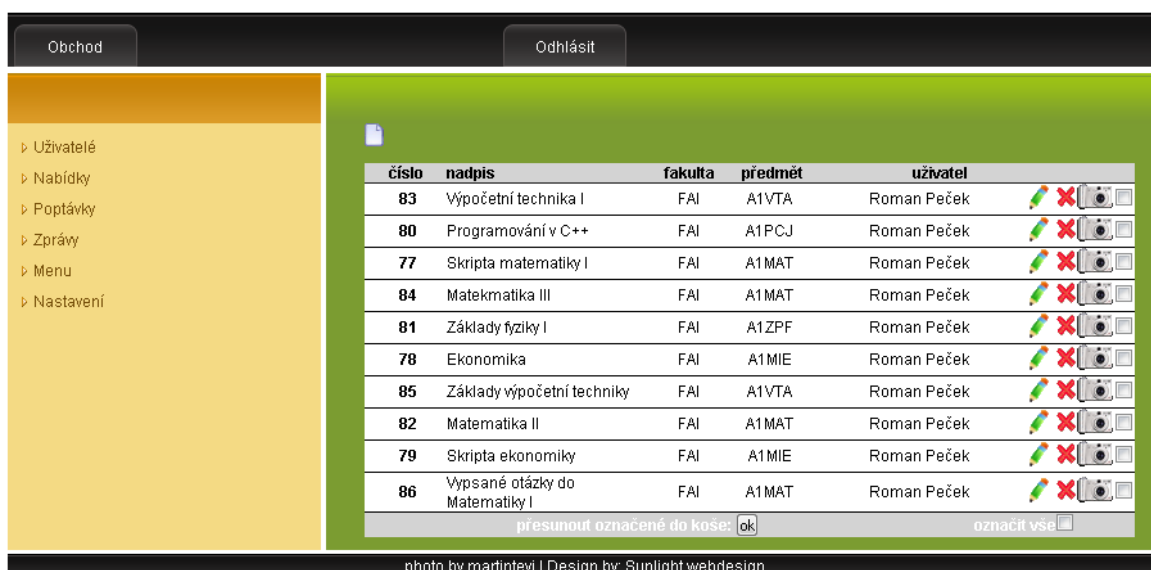 Obchod Odhlásit
Uživatelé
Nabídky
Poptávky
Zprávy
Menu
Nastavení
číslo nadpis fakulta předmět uživatel
83 Výpočetní technika I FAI A1VTA Roman Peček
80 Programování v C++ FAI A1PCJ Roman Peček
77 Skripta matematiky I FAI A1MAT Roman Peček
84 Matekmatika III FAI A1MAT Roman Peček
81 Základy fyziky I FAI A1ZPF Roman Peček
78 Ekonomika FAI A1MIE Roman Peček
85 Základy výpočetní techniky FAI A1VTA Roman Peček
82 Matematika II FAI A1MAT Roman Peček
79 Skripta ekonomiky FAI A1MIE Roman Peček
86 Vypsané otázky do Matematiky I FAI A1MAT Roman Peček
přesunout označené do koše: ok označit vše
photo by martintevi | Design by: Sunlight webdesign